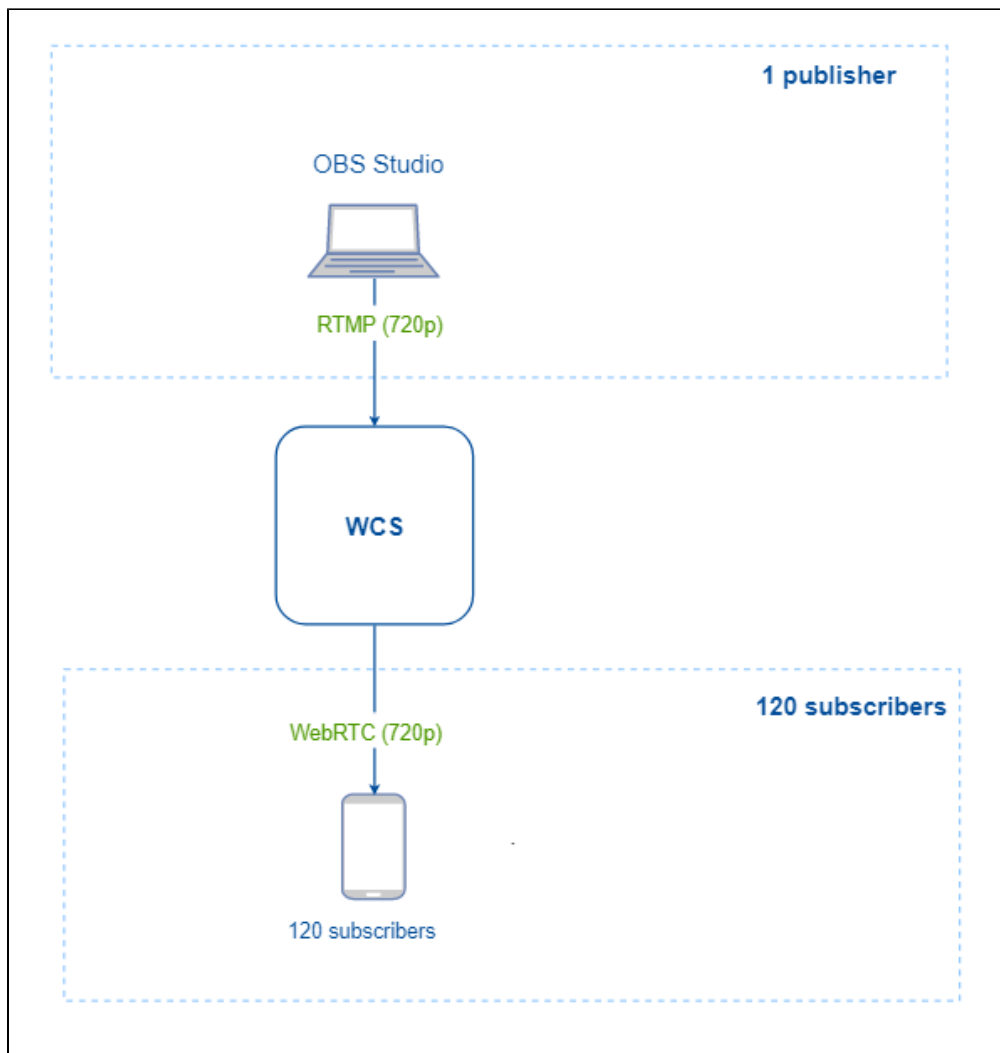 1 publisher
OBS Studio
RTMP (720p)
WCS
120 subscribers
WebRTC (720p)
120 subscribers